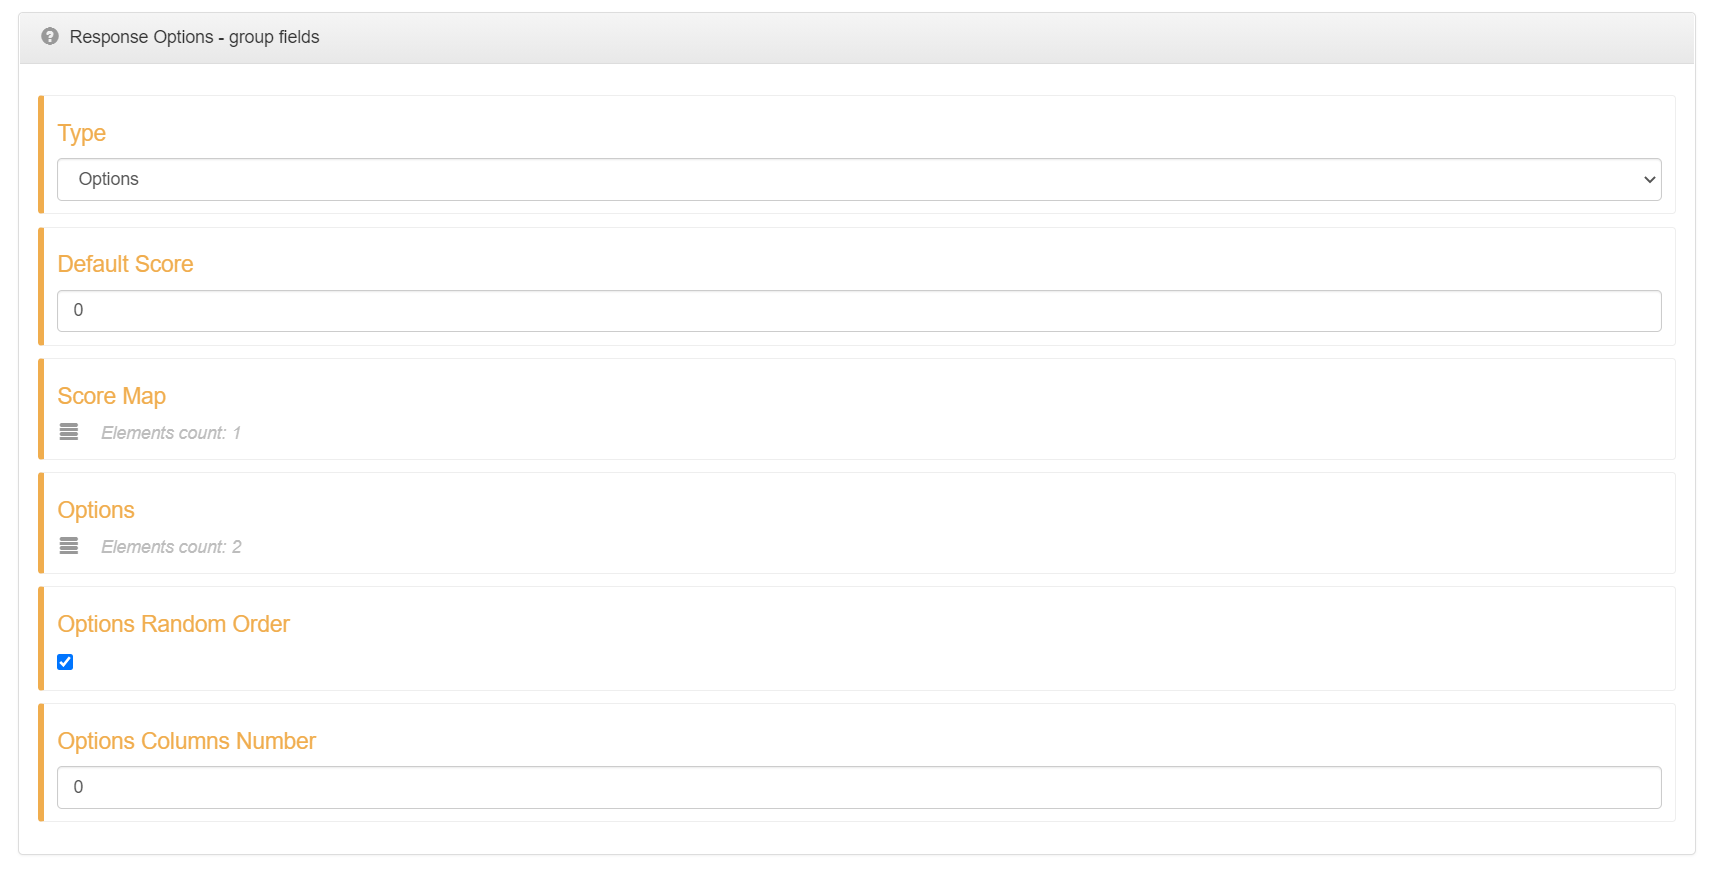 Response Options - group fields
Type
Options
Default Score
0
Score Map
Elements count: 1
Options
Elements count: 2
Options Random Order
Options Columns Number
0